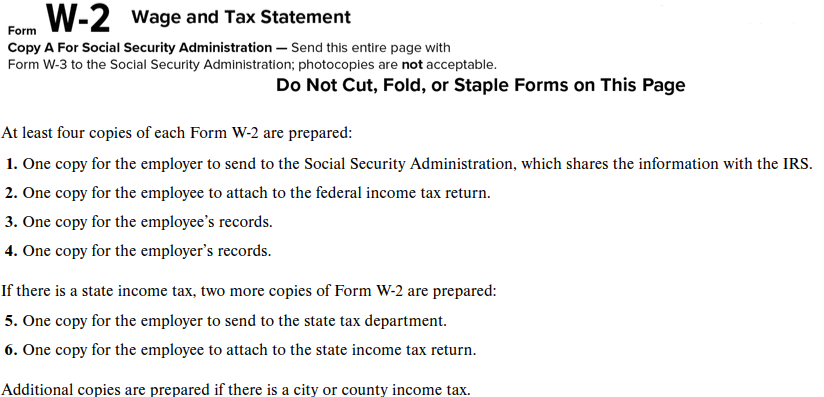 Form W-2 Wage and Tax Statement
Copy A For Social Security Administration — Send this entire page with
Form W-3 to the Social Security Administration; photocopies are not acceptable.
Do Not Cut, Fold, or Staple Forms on This Page
At least four copies of each Form W-2 are prepared:
1. One copy for the employer to send to the Social Security Administration, which shares the information with the IRS.
2. One copy for the employee to attach to the federal income tax return.
3. One copy for the employee’s records.
4. One copy for the employer’s records.
If there is a state income tax, two more copies of Form W-2 are prepared:
5. One copy for the employer to send to the state tax department.
6. One copy for the employee to attach to the state income tax return.
Additional copies are prepared if there is a city or county income tax.